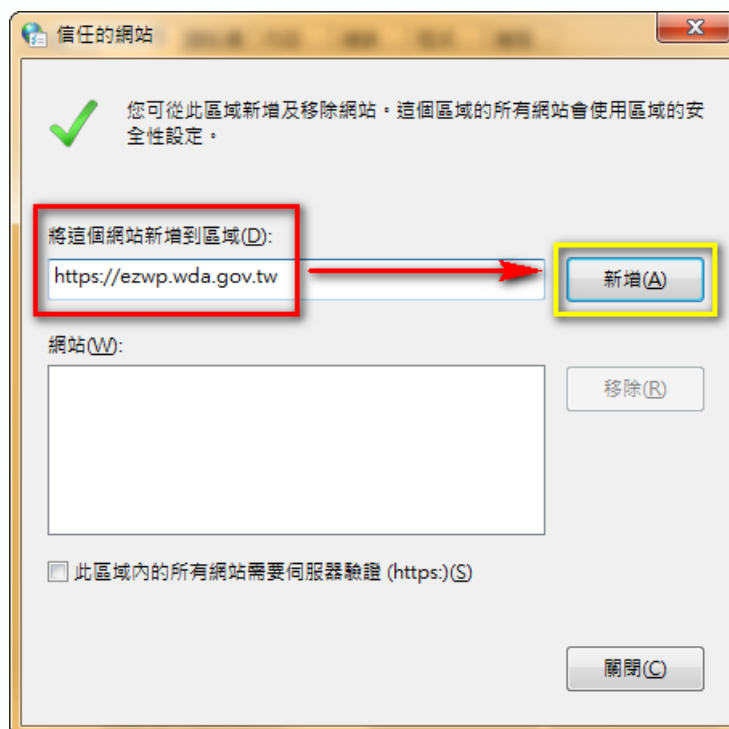 信任的網站
您可從此區域新增及移除網站。這個區域的所有網站會使用區域的安
全性設定。
將這個網站新增到區域(D):
https://ezwp.wda.gov.tw
新增(A)
網站(W):
移除(R)
此區域內的所有網站需要伺服器驗證 (https:)(S)
關閉(C)